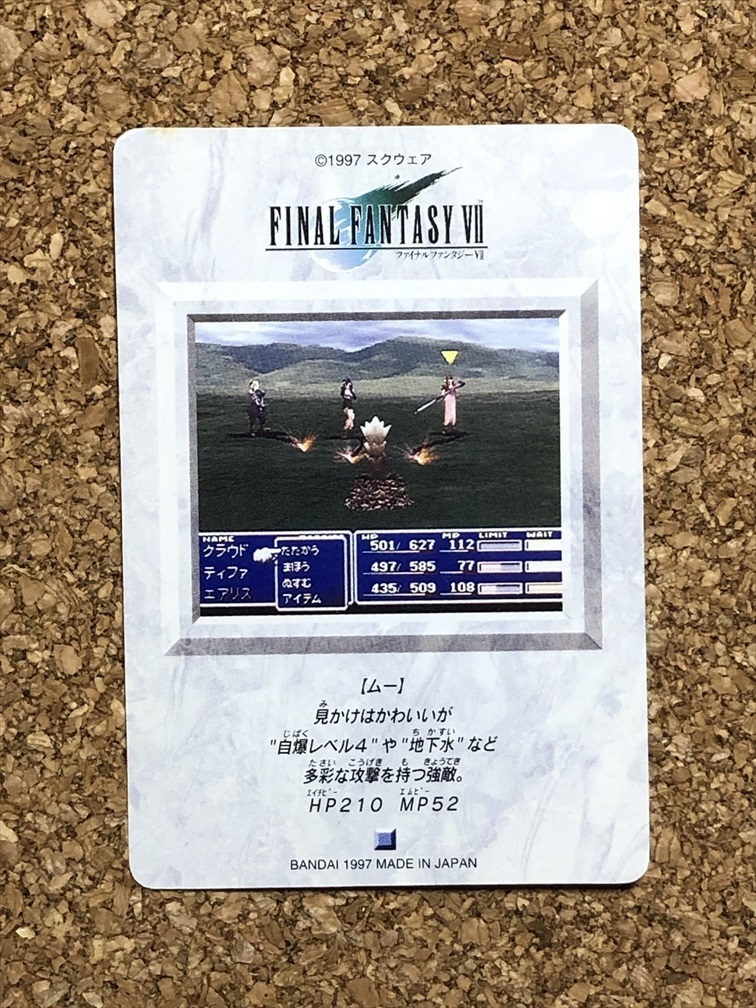 ©1997 スクウェア
FINAL FANTASY VII
ファイナルファンタジーVII
NAME HP MP LIMIT WAIT
クラウド たたかう 501/ 627 112
まほう
ティファ 497/ 585 77
ぬすむ
エアリス アイテム 435/ 509 108
【ムー】
見かけはかわいいが
"自爆レベル4"や"地下水"など
多彩な攻撃を持つ強敵。
HP210 MP52
BANDAI 1997 MADE IN JAPAN